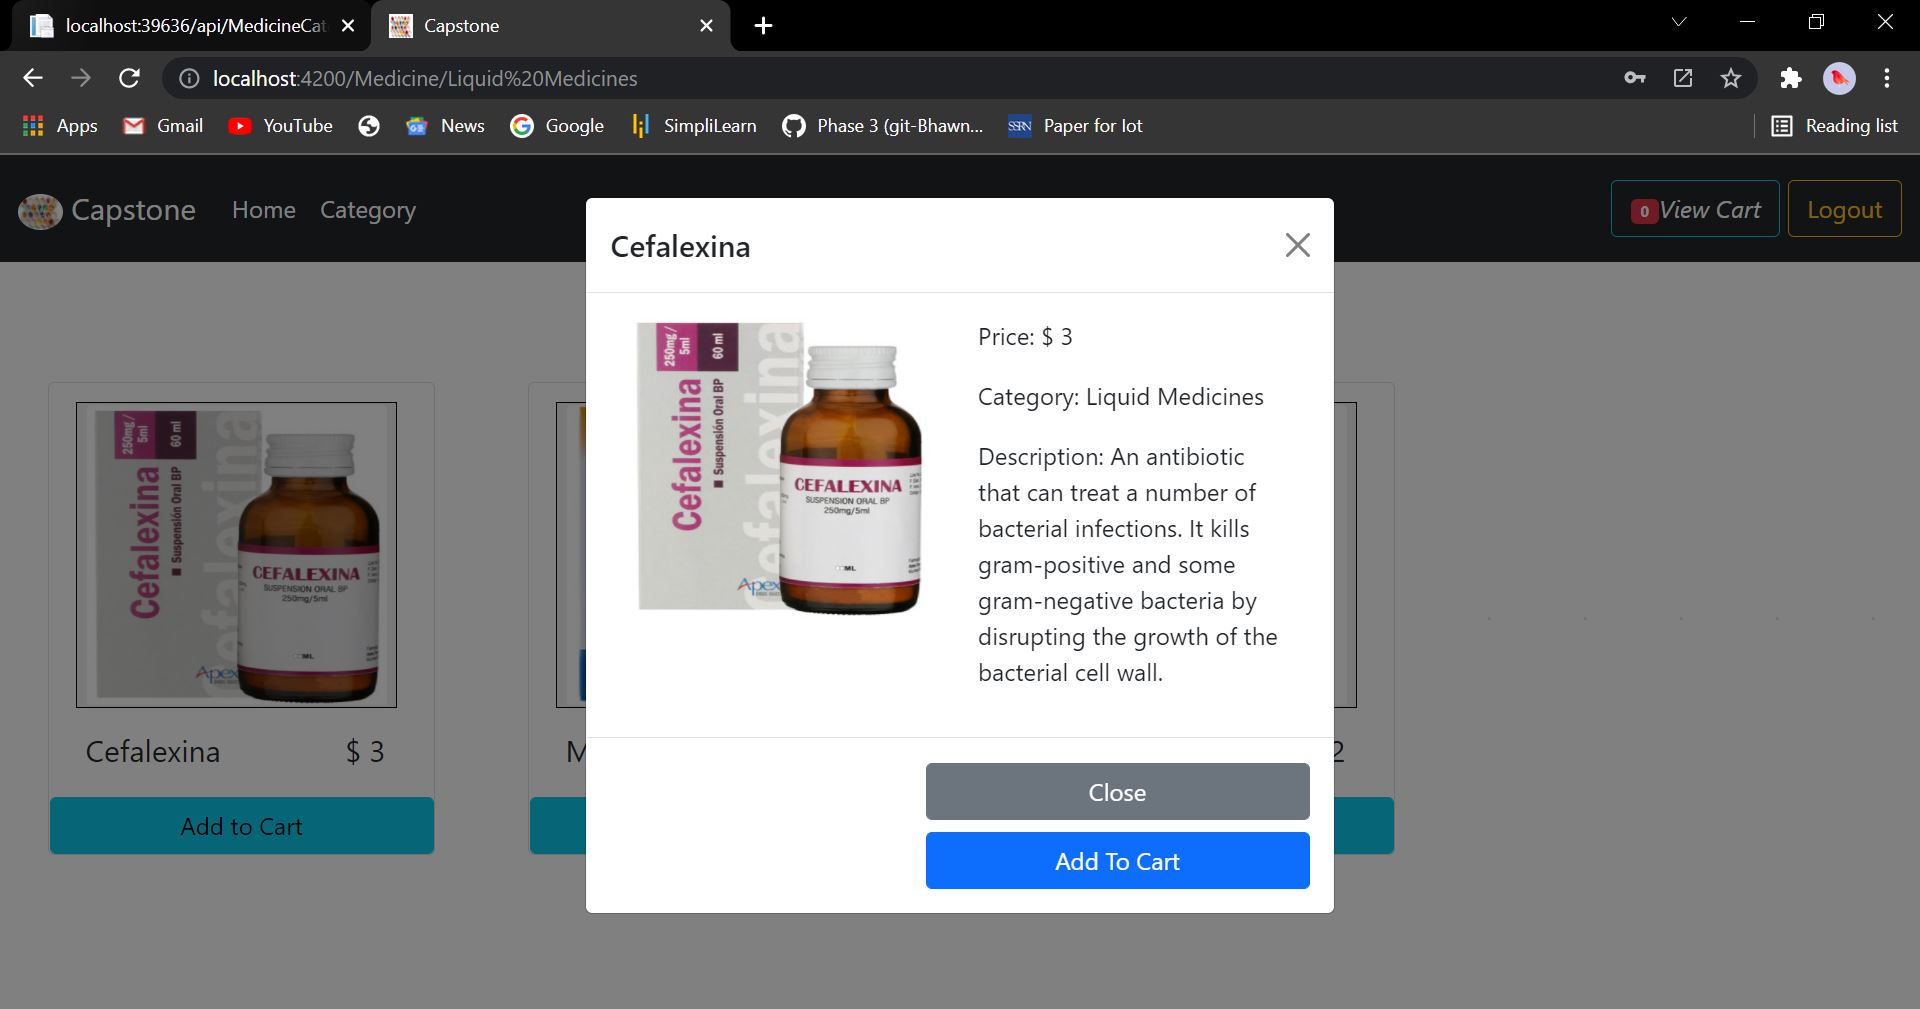 localhost:39636/api/MedicineCat
Capstone
localhost:4200/Medicine/Liquid%20Medicines
Apps
Gmail
YouTube
News
Google
SimpliLearn
Phase 3 (git-Bhawn...
Paper for Iot
Reading list
Capstone
Home
Category
0 View Cart
Logout
Cefalexina
250mg/
5ml
60 ml
Cefalexina
Suspensión Oral BP
Cefalexina
Apex
CEFALEXINA
SUSPENSION ORAL BP
250mg/5ml
ML
Price: $ 3
Category: Liquid Medicines
Description: An antibiotic
that can treat a number of
bacterial infections. It kills
gram-positive and some
gram-negative bacteria by
disrupting the growth of the
bacterial cell wall.
Close
Add To Cart
250mg/
5ml
60 ml
Cefalexina
Suspensión Oral BP
Cefalexina
Apex
CEFALEXINA
SUSPENSION ORAL BP
250mg/5ml
ML
Cefalexina
$ 3
Add to Cart
2